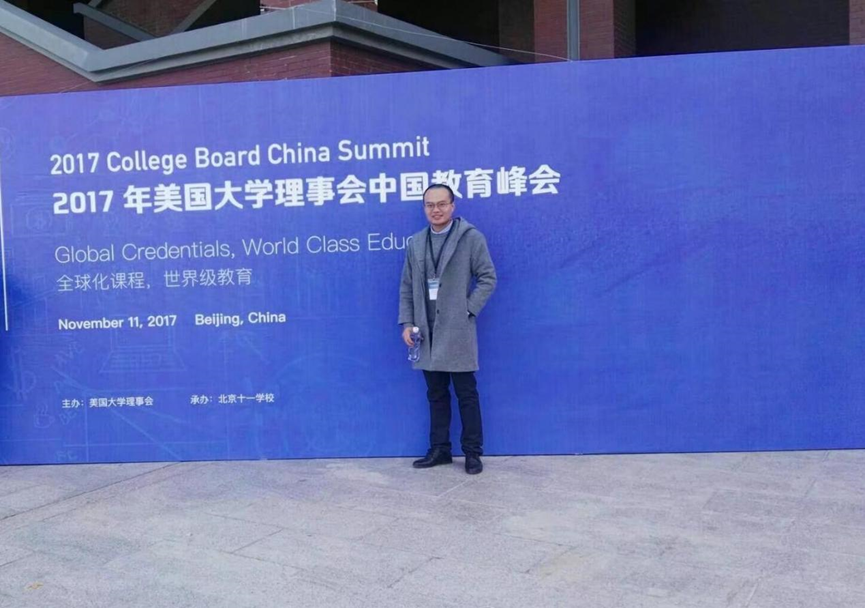 2017 College Board China Summit
2017 年美国大学理事会中国教育峰会
Global Credentials, World Class
全球化课程，世界级教育
November 11, 2017 Beijing, China
主办：美国大学理事会 承办：北京十一学校